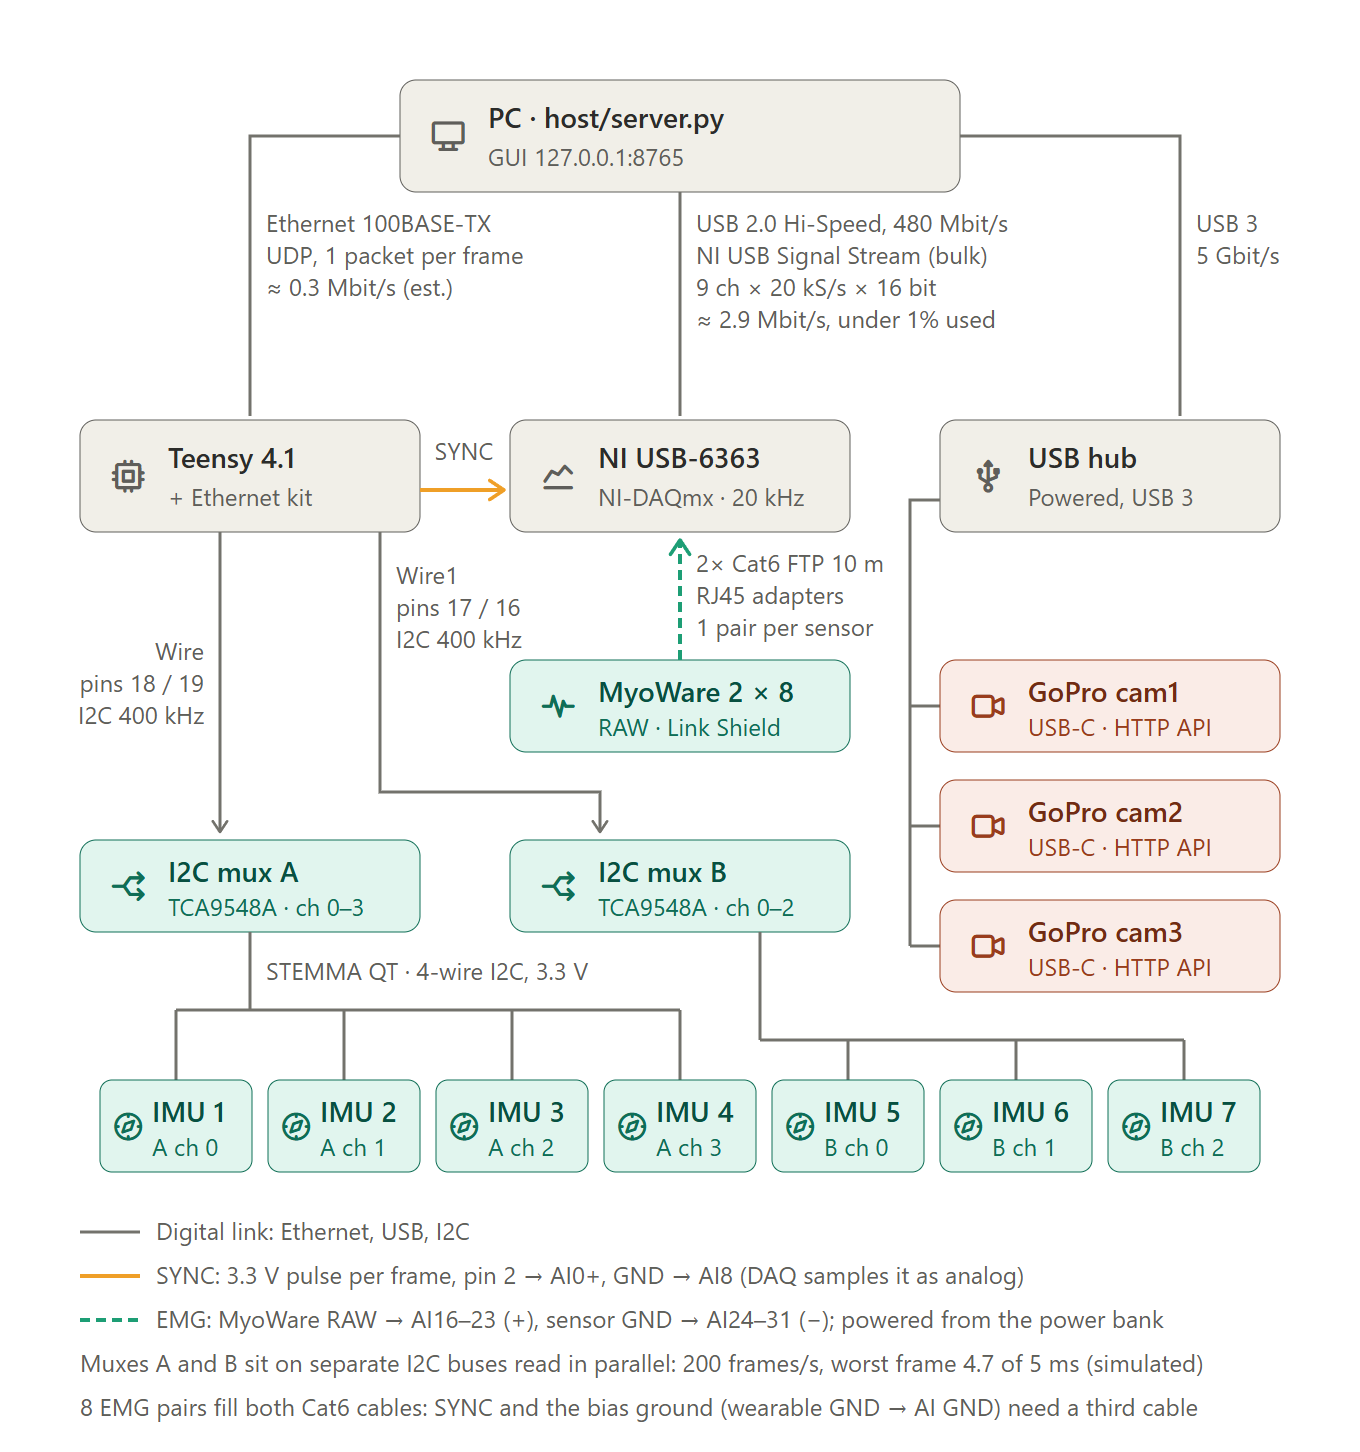 PC · host/server.py
GUI 127.0.0.1:8765
Ethernet 100BASE-TX
UDP, 1 packet per frame
≈ 0.3 Mbit/s (est.)
USB 2.0 Hi-Speed, 480 Mbit/s
NI USB Signal Stream (bulk)
9 ch × 20 kS/s × 16 bit
≈ 2.9 Mbit/s, under 1% used
USB 3
5 Gbit/s
Teensy 4.1
+ Ethernet kit
SYNC
NI USB-6363
NI-DAQmx · 20 kHz
USB hub
Powered, USB 3
Wire
pins 18 / 19
I2C 400 kHz
Wire1
pins 17 / 16
I2C 400 kHz
2× Cat6 FTP 10 m
RJ45 adapters
1 pair per sensor
MyoWare 2 × 8
RAW · Link Shield
GoPro cam1
USB-C · HTTP API
GoPro cam2
USB-C · HTTP API
GoPro cam3
USB-C · HTTP API
I2C mux A
TCA9548A · ch 0–3
I2C mux B
TCA9548A · ch 0–2
STEMMA QT · 4-wire I2C, 3.3 V
IMU 1
A ch 0
IMU 2
A ch 1
IMU 3
A ch 2
IMU 4
A ch 3
IMU 5
B ch 0
IMU 6
B ch 1
IMU 7
B ch 2
Digital link: Ethernet, USB, I2C
SYNC: 3.3 V pulse per frame, pin 2 → AI0+, GND → AI8 (DAQ samples it as analog)
EMG: MyoWare RAW → AI16–23 (+), sensor GND → AI24–31 (−); powered from the power bank
Muxes A and B sit on separate I2C buses read in parallel: 200 frames/s, worst frame 4.7 of 5 ms (simulated)
8 EMG pairs fill both Cat6 cables: SYNC and the bias ground (wearable GND → AI GND) need a third cable